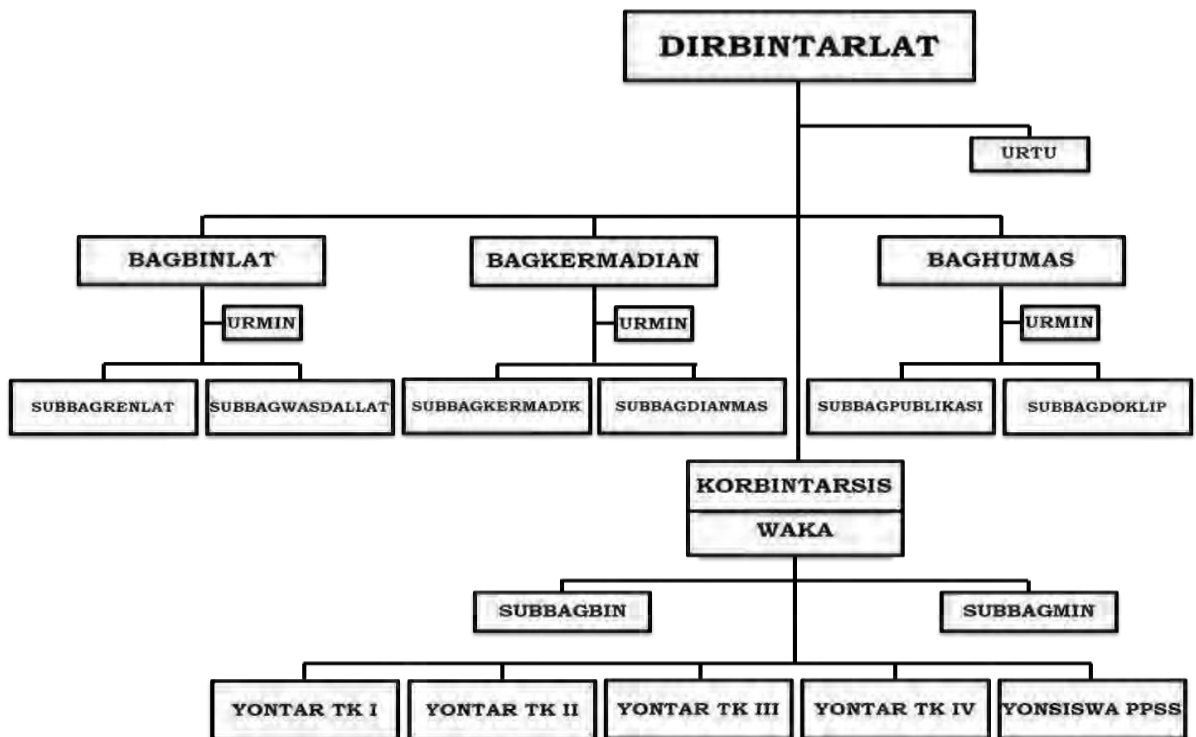 DIRBINTARLAT
URTU
BAGBINLAT
BAGKERMADIAN
BAGHUMAS
URMIN
URMIN
URMIN
SUBBAGRENLAT
SUBBAGWASDALLAT
SUBBAGKERMADIK
SUBBAGDIANMAS
SUBBAGPUBLIKASI
SUBBAGDOKLIP
KORBINTARSIS
WAKA
SUBBAGBIN
SUBBAGMIN
YONTAR TK I
YONTAR TK II
YONTAR TK III
YONTAR TK IV
YONSISWA PPSS